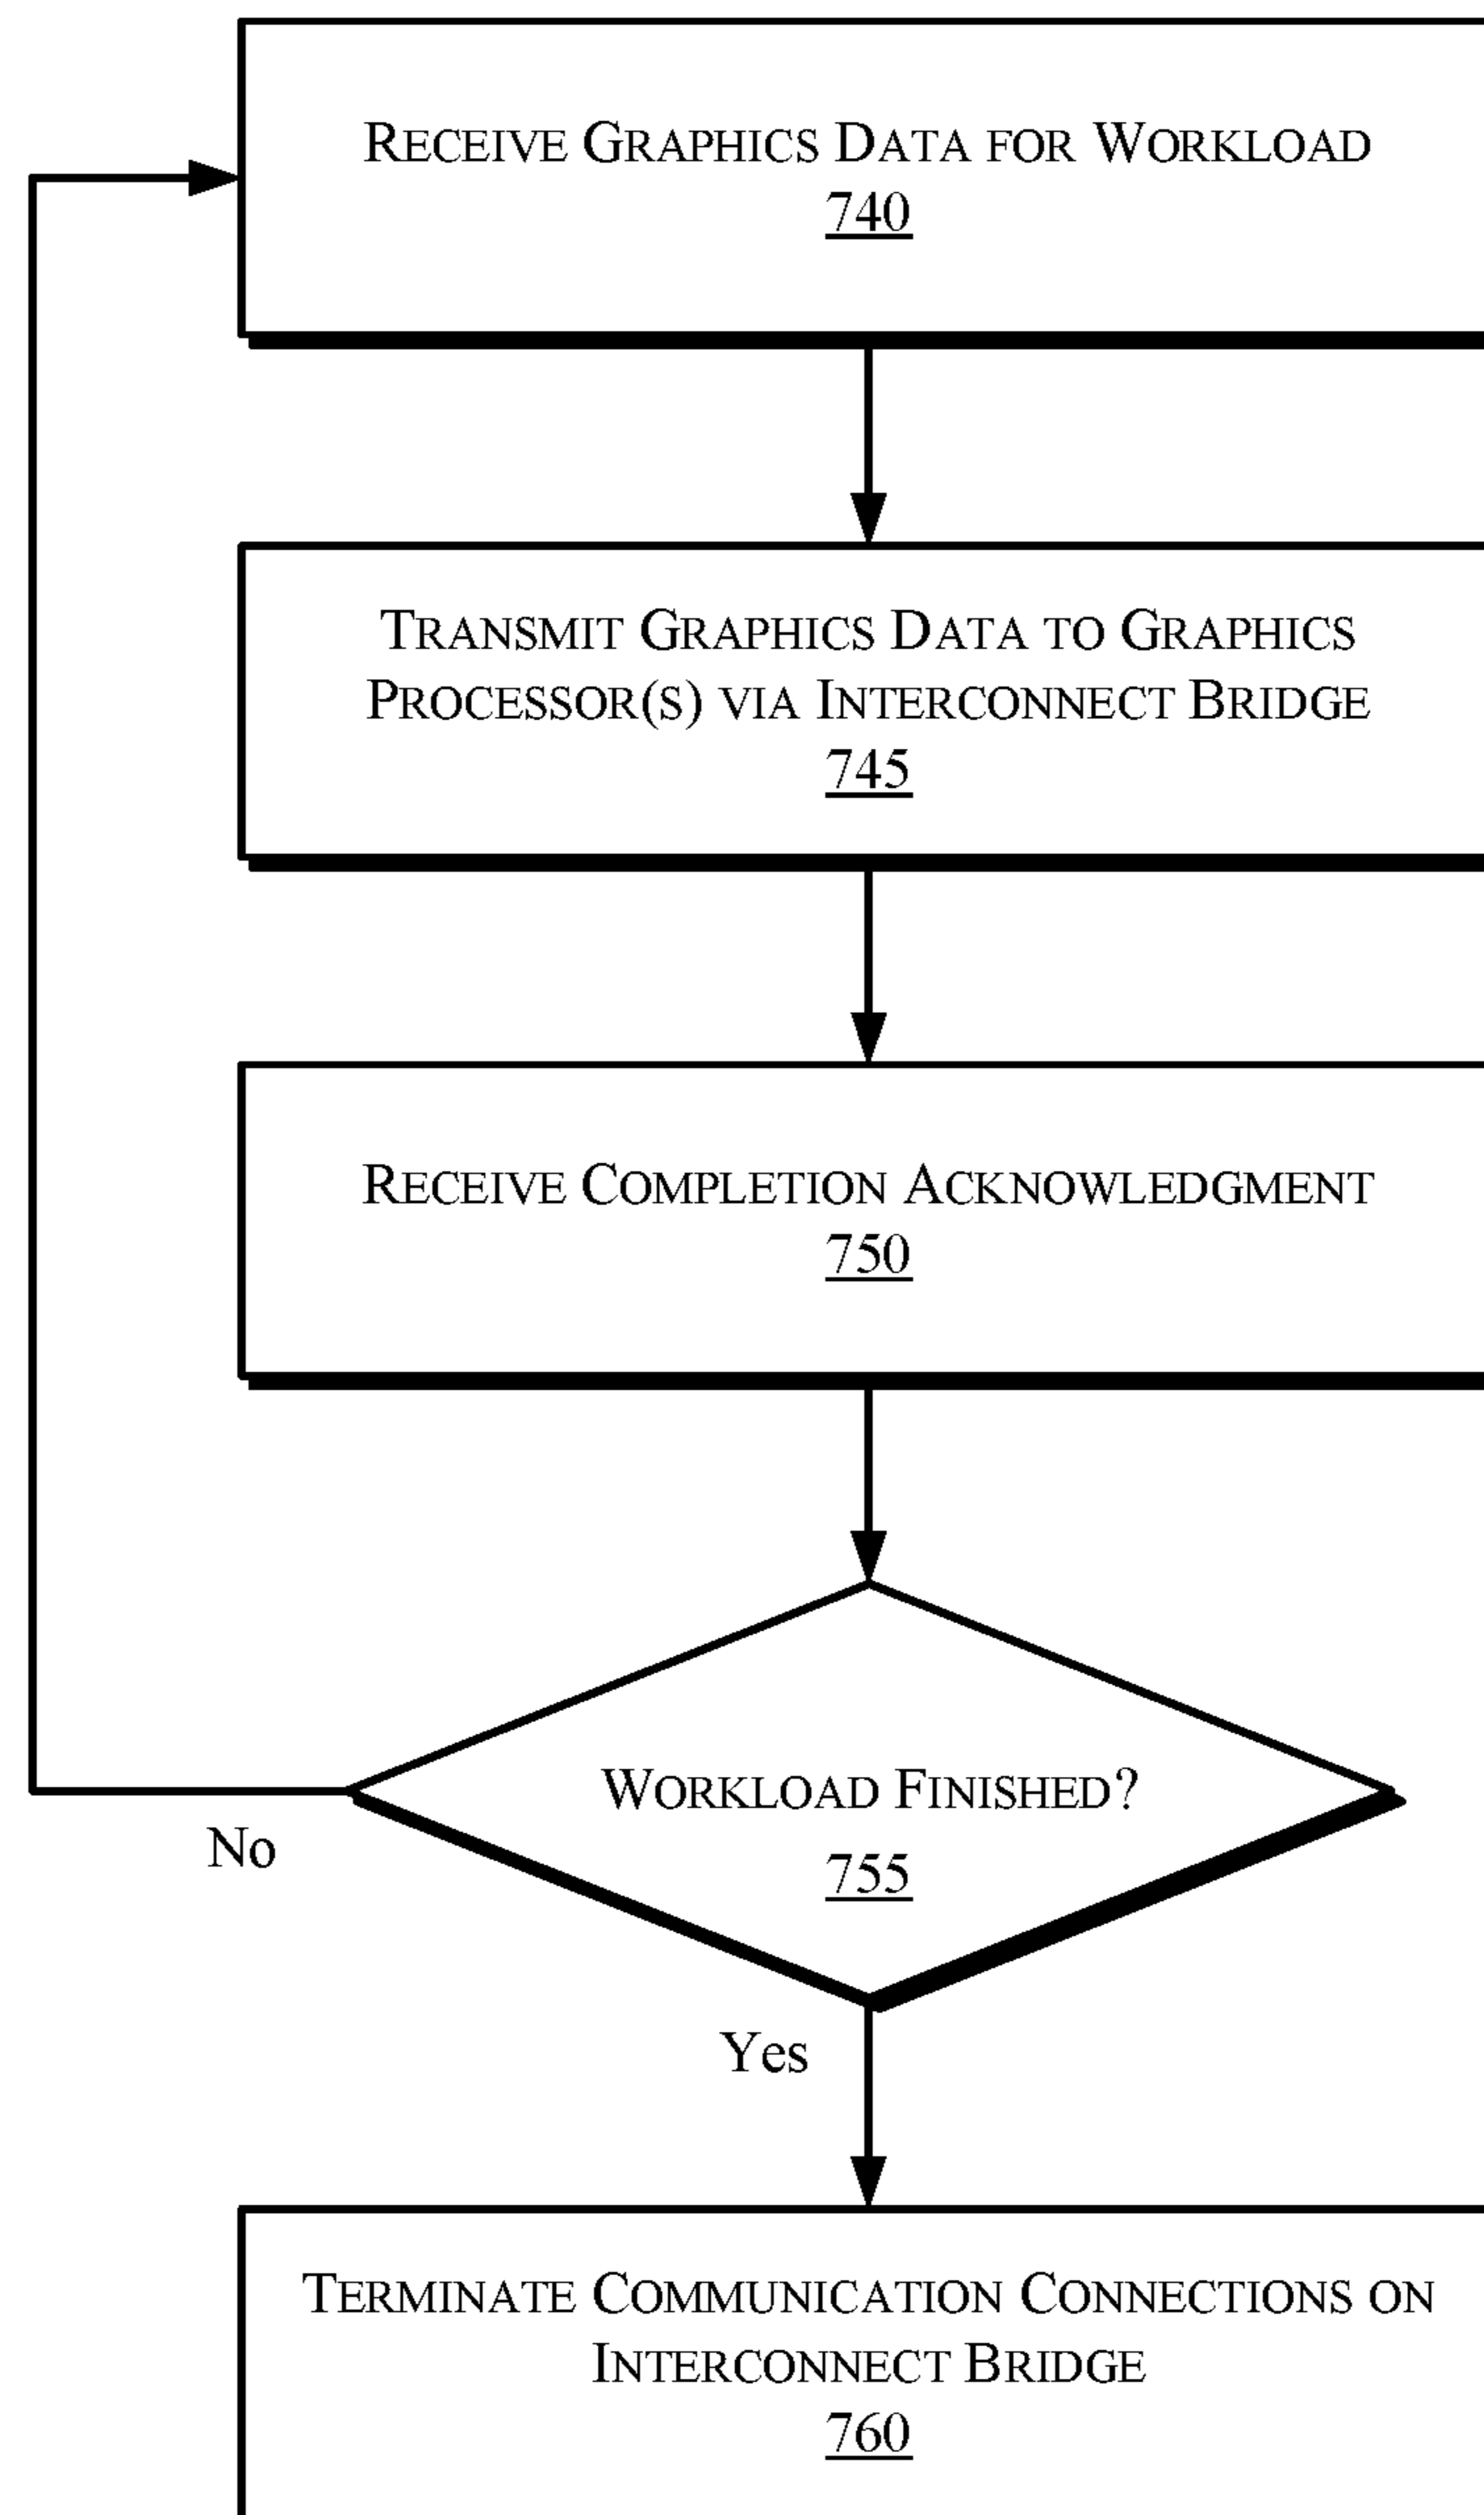 Receive Graphics Data for Workload
740
Transmit Graphics Data to Graphics
Processor(s) via Interconnect Bridge
745
Receive Completion Acknowledgment
750
Workload Finished?
755
No
Yes
Terminate Communication Connections on
Interconnect Bridge
760